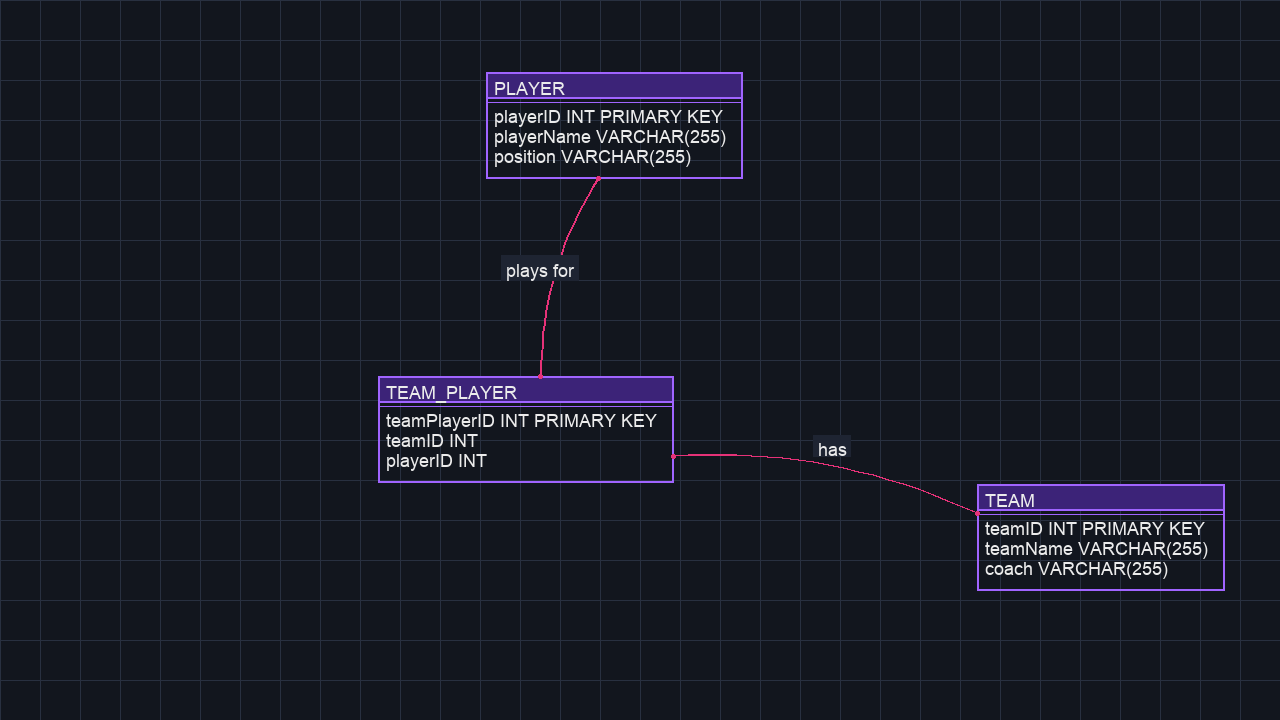 PLAYER
playerID INT PRIMARY KEY
playerName VARCHAR(255)
position VARCHAR(255)
plays for
TEAM_PLAYER
teamPlayerID INT PRIMARY KEY
teamID INT
playerID INT
has
TEAM
teamID INT PRIMARY KEY
teamName VARCHAR(255)
coach VARCHAR(255)